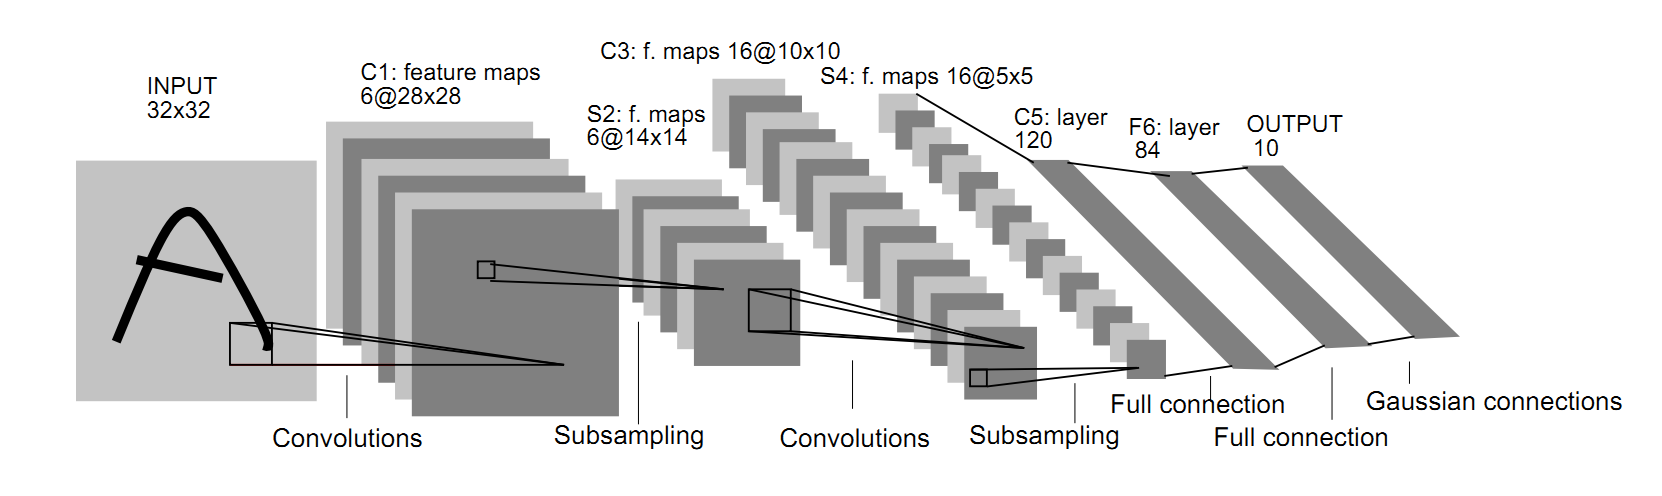 INPUT
32x32
C1: feature maps
6@28x28
S2: f. maps
6@14x14
C3: f. maps 16@10x10
S4: f. maps 16@5x5
C5: layer
120
F6: layer
84
OUTPUT
10
Convolutions
Subsampling
Convolutions
Subsampling
Full connection
Full connection
Gaussian connections